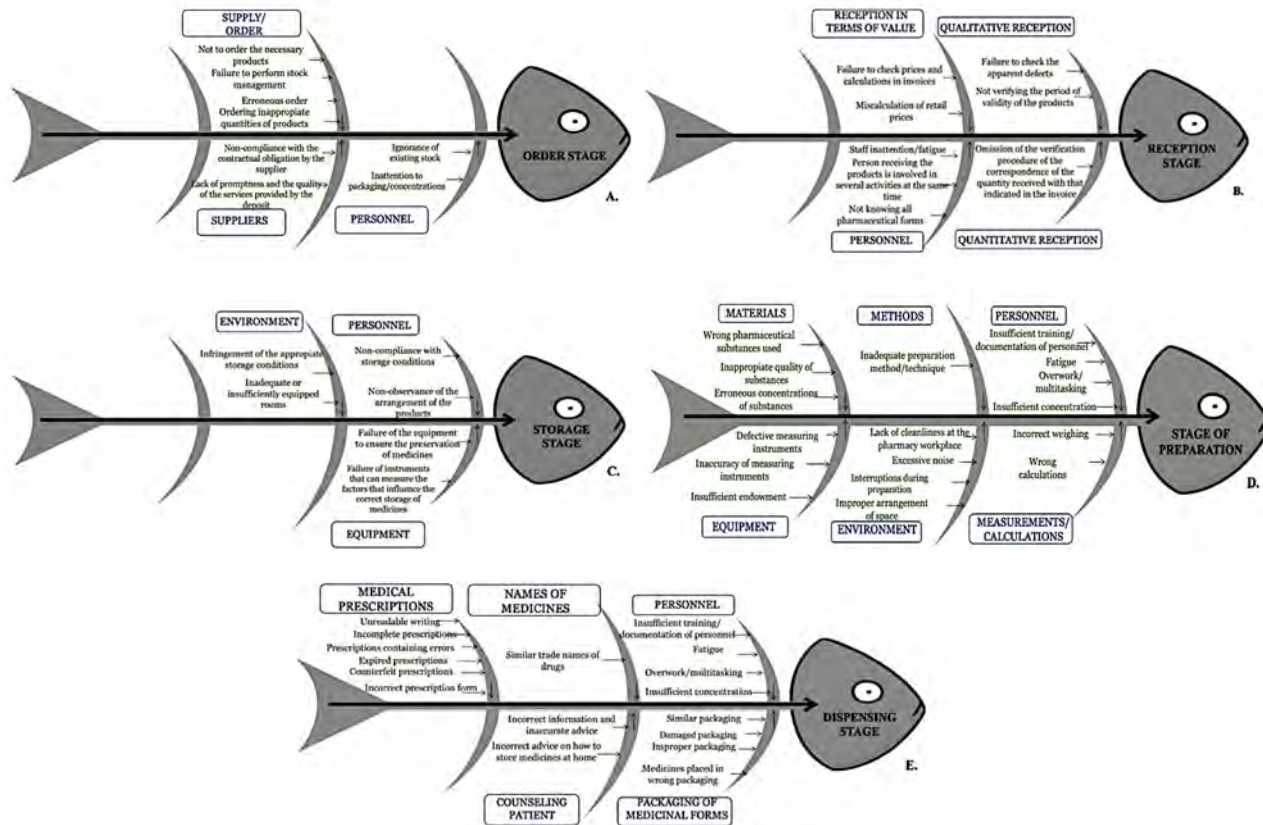 SUPPLY/
ORDER
Not to order the necessary
products
Failure to perform stock
management
Erroneous order
Ordering inappropiate
quantities of products
Non-compliance with the
contractual obligation by the
supplier
Lack of promptness and the quality
of the services provided by the
deposit
SUPPLIERS
Ignorance of
existing stock
Inattention to
packaging/concentrations
PERSONNEL
ORDER STAGE
A.
RECEPTION IN
TERMS OF VALUE
Failure to check prices and
calculations in invoices
Miscalculation of retail
prices
QUALITATIVE RECEPTION
Failure to check the
apparent defects
Not verifying the period of
validity of the products
Staff inattention/fatigue
Person receiving the
products is involved in
several activities at the same
time
Not knowing all
pharmaceutical forms
PERSONNEL
Omission of the verification
procedure of the
correspondence of the
quantity received with that
indicated in the invoice
QUANTITATIVE RECEPTION
RECEPTION
STAGE
B.
ENVIRONMENT
Infringement of the appropiate
storage conditions
Inadequate or
insufficiently equipped
rooms
PERSONNEL
Non-compliance with
storage conditions
Non-observance of the
arrangement of the
products
Failure of the equipment
to ensure the preservation
of medicines
Failure of instruments
that can measure the
factors that influence the
correct storage of
medicines
EQUIPMENT
STORAGE
STAGE
C.
MATERIALS
Wrong pharmaceutical
substances used
Inappropiate quality of
substances
Erroneous concentrations
of substances
METHODS
Inadequate preparation
method/technique
PERSONNEL
Insufficient training/
documentation of personnel
Fatigue
Overwork/
multitasking
Insufficient concentration
Defective measuring
instruments
Inaccuracy of measuring
instruments
Insufficient endowment
EQUIPMENT
Lack of cleanliness at the
pharmacy workplace
Excessive noise
Interruptions during
preparation
Improper arrangement
of space
ENVIRONMENT
Incorrect weighing
Wrong
calculations
MEASUREMENTS/
CALCULATIONS
STAGE OF
PREPARATION
D.
MEDICAL
PRESCRIPTIONS
Unreadable writing
Incomplete prescriptions
Prescriptions containing errors
Expired prescriptions
Counterfeit prescriptions
Incorrect prescription form
NAMES OF
MEDICINES
Similar trade names of
drugs
PERSONNEL
Insufficient training/
documentation of personnel
Fatigue
Overwork/multitasking
Insufficient concentration
Incorrect information and
inaccurate advice
Incorrect advice on how to
store medicines at home
COUNSELING
PATIENT
Similar packaging
Damaged packaging
Improper packaging
Medicines placed in
wrong packaging
PACKAGING OF
MEDICINAL FORMS
DISPENSING
STAGE
E.